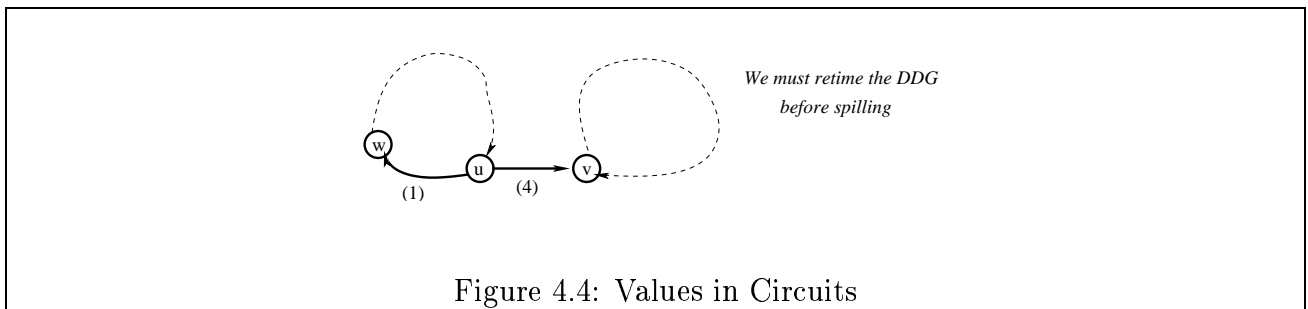 We must retime the DDG
before spilling
w
u
v
(1)
(4)
Figure 4.4: Values in Circuits